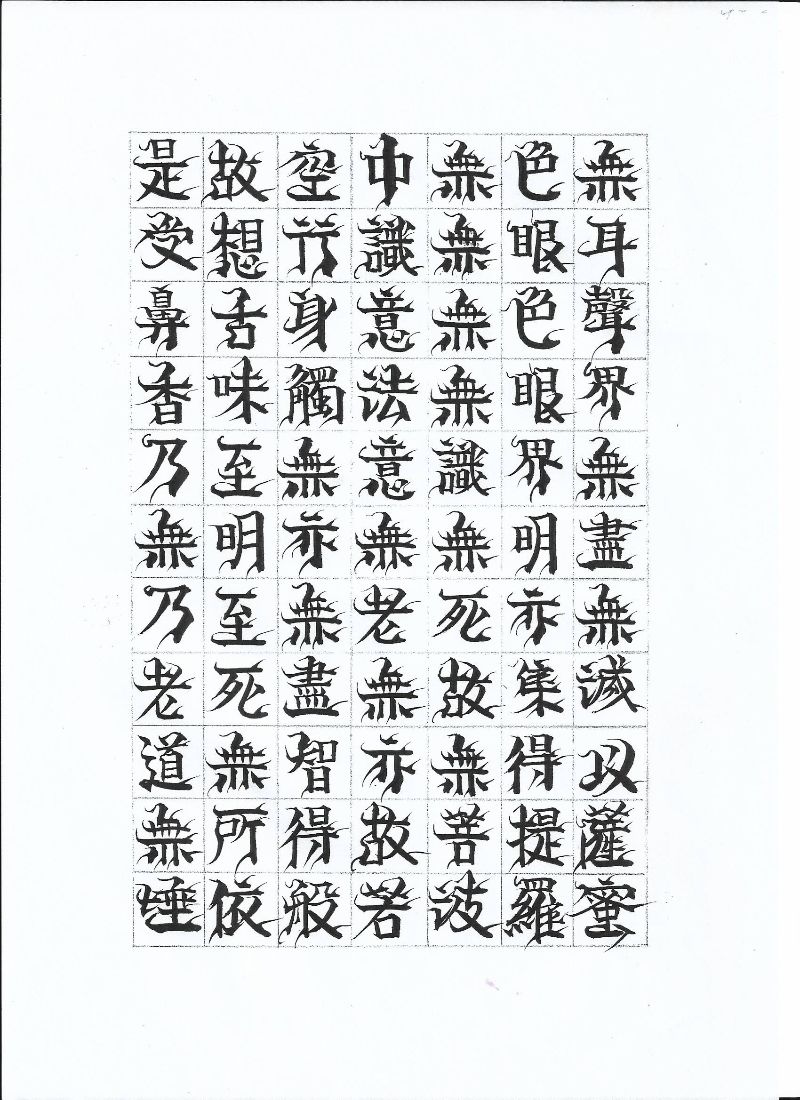 是故空中無色無
受想行識無眼耳
鼻舌身意無色聲
香味觸法無眼界
乃至無意識界無
無明亦無無明盡
乃至無老死亦無
老死盡無故集滅
道無智亦無得以
無所得故菩提薩
埵依般若波羅蜜